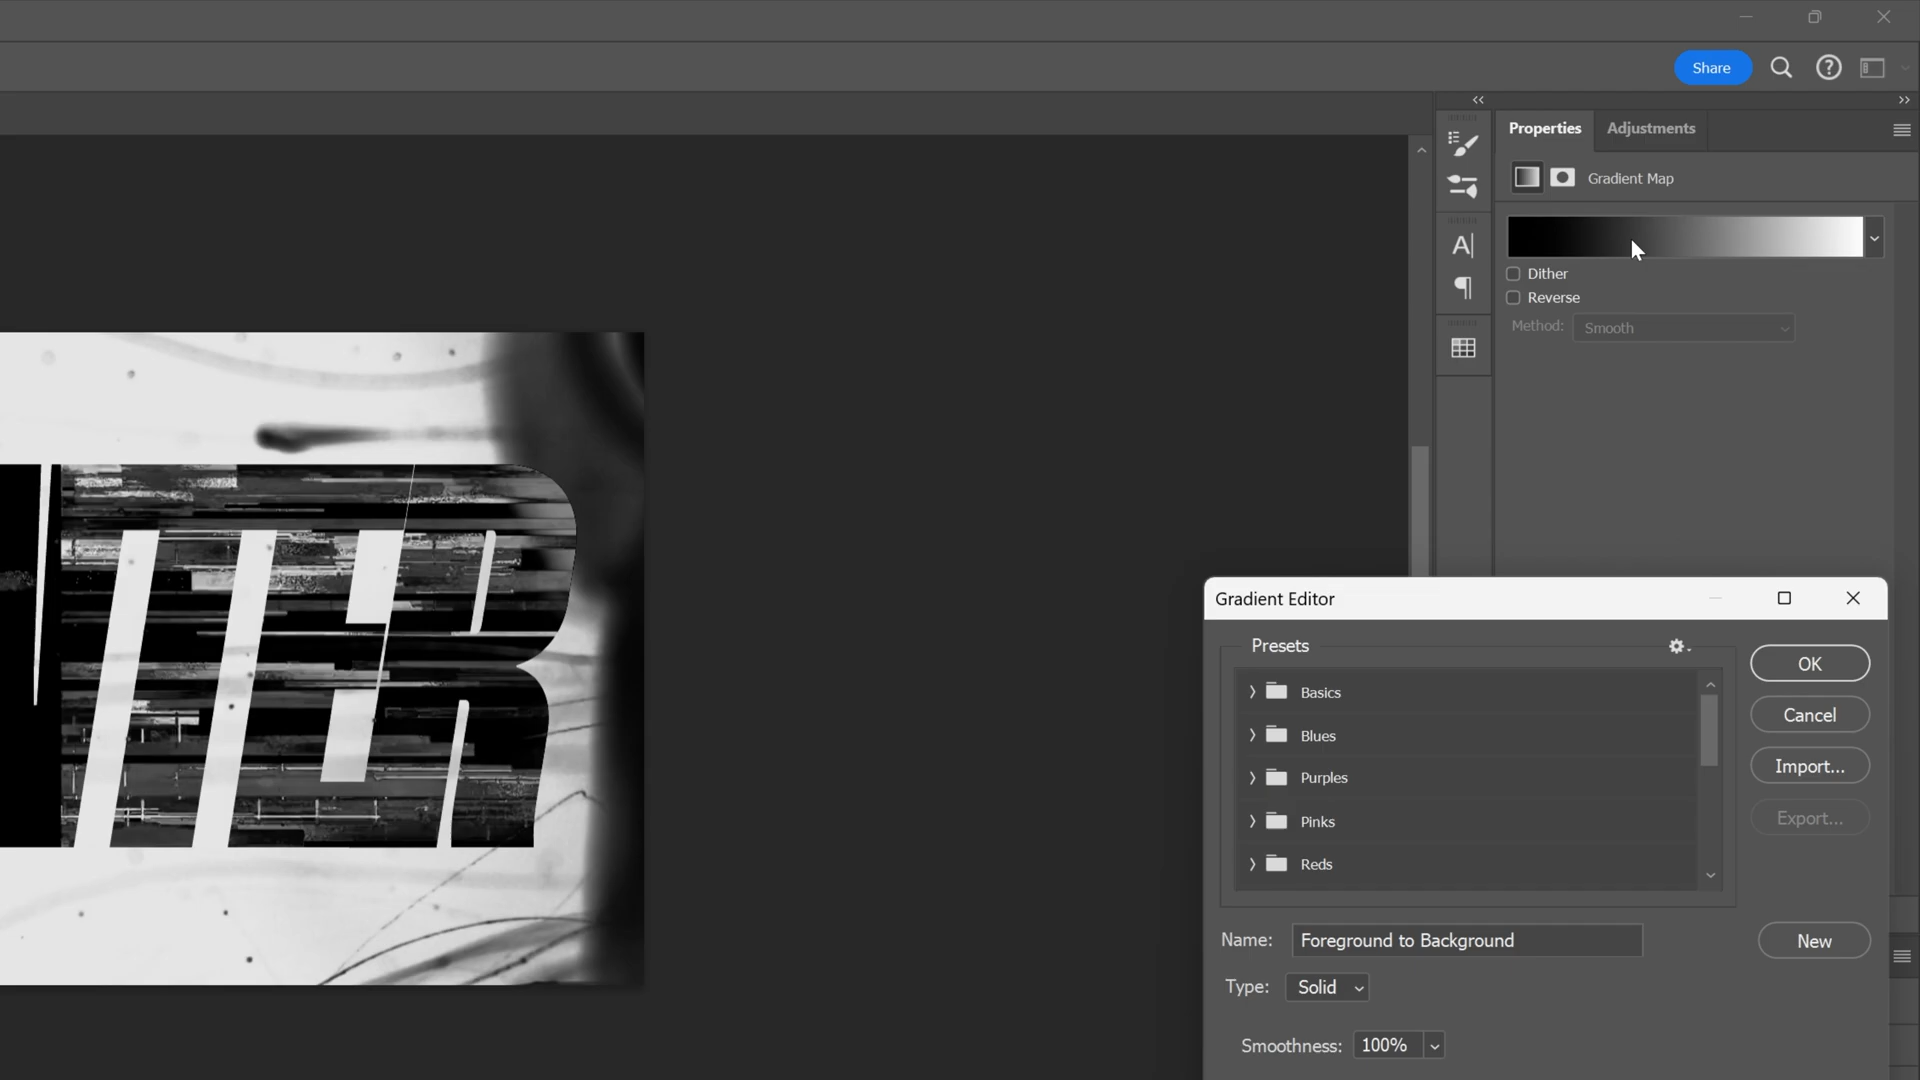 Share
Properties
Adjustments
Gradient Map
Dither
Reverse
Method:
Smooth
Gradient Editor
Presets
Basics
Blues
Purples
Pinks
Reds
OK
Cancel
Import...
Export...
Name:
Foreground to Background
New
Type:
Solid
Smoothness:
100%